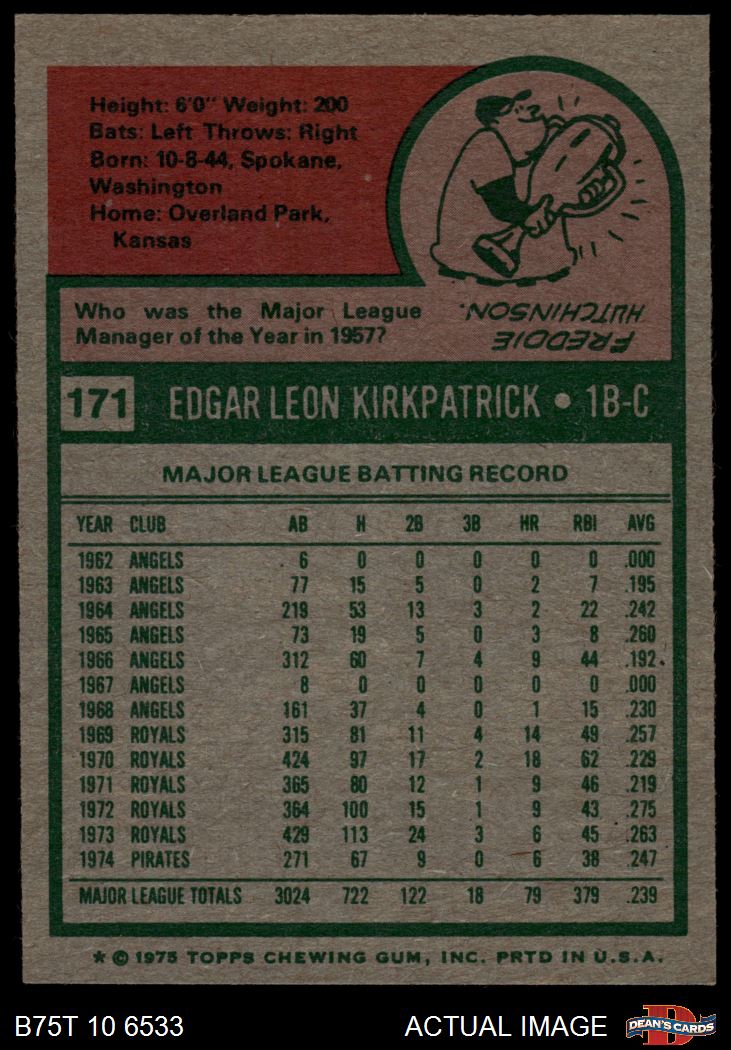 Height: 6'0" Weight: 200
Bats: Left Throws: Right
Born: 10-8-44, Spokane,
Washington
Home: Overland Park,
Kansas
Who was the Major League
Manager of the Year in 1957?
FREDDIE
HUTCHINSON.
171 EDGAR LEON KIRKPATRICK • 1B-C
MAJOR LEAGUE BATTING RECORD
YEAR CLUB AB H 2B 3B HR RBI AVG
1962 ANGELS 6 0 0 0 0 0 .000
1963 ANGELS 77 15 5 0 2 7 .195
1964 ANGELS 219 53 13 3 2 22 .242
1965 ANGELS 73 19 5 0 3 8 .260
1966 ANGELS 312 60 7 4 9 44 .192
1967 ANGELS 8 0 0 0 0 0 .000
1968 ANGELS 161 37 4 0 1 15 .230
1969 ROYALS 315 81 11 4 14 49 .257
1970 ROYALS 424 97 17 2 18 62 .229
1971 ROYALS 365 80 12 1 9 46 .219
1972 ROYALS 364 100 15 1 9 43 .275
1973 ROYALS 429 113 24 3 6 45 .263
1974 PIRATES 271 67 9 0 6 38 .247
MAJOR LEAGUE TOTALS 3024 722 122 18 79 379 .239
* © 1975 TOPPS CHEWING GUM, INC. PRTD IN U.S.A.
B75T 10 6533 ACTUAL IMAGE D DEAN'S CARDS